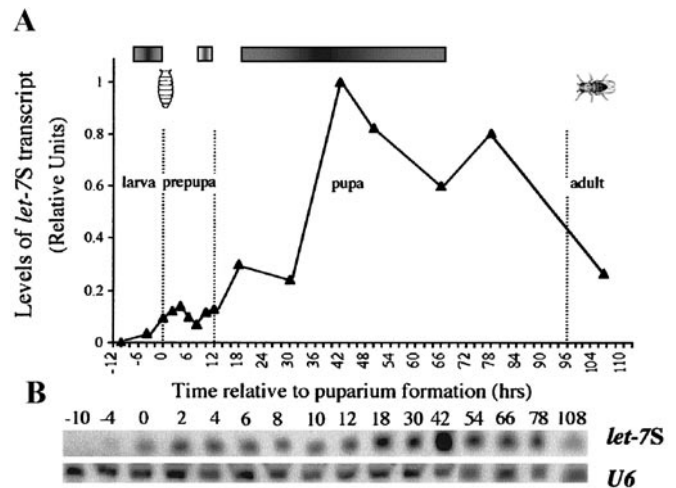 A
Levels of let-7S transcript
(Relative Units)
1
0.8
0.6
0.4
0.2
0
larva prepupa pupa adult
-12 -6 0 6 12 18 24 30 36 42 48 54 60 66 72 78 84 90 96 102 110
Time relative to puparium formation (hrs)
B
-10 -4 0 2 4 6 8 10 12 18 30 42 54 66 78 108
let-7S
U6